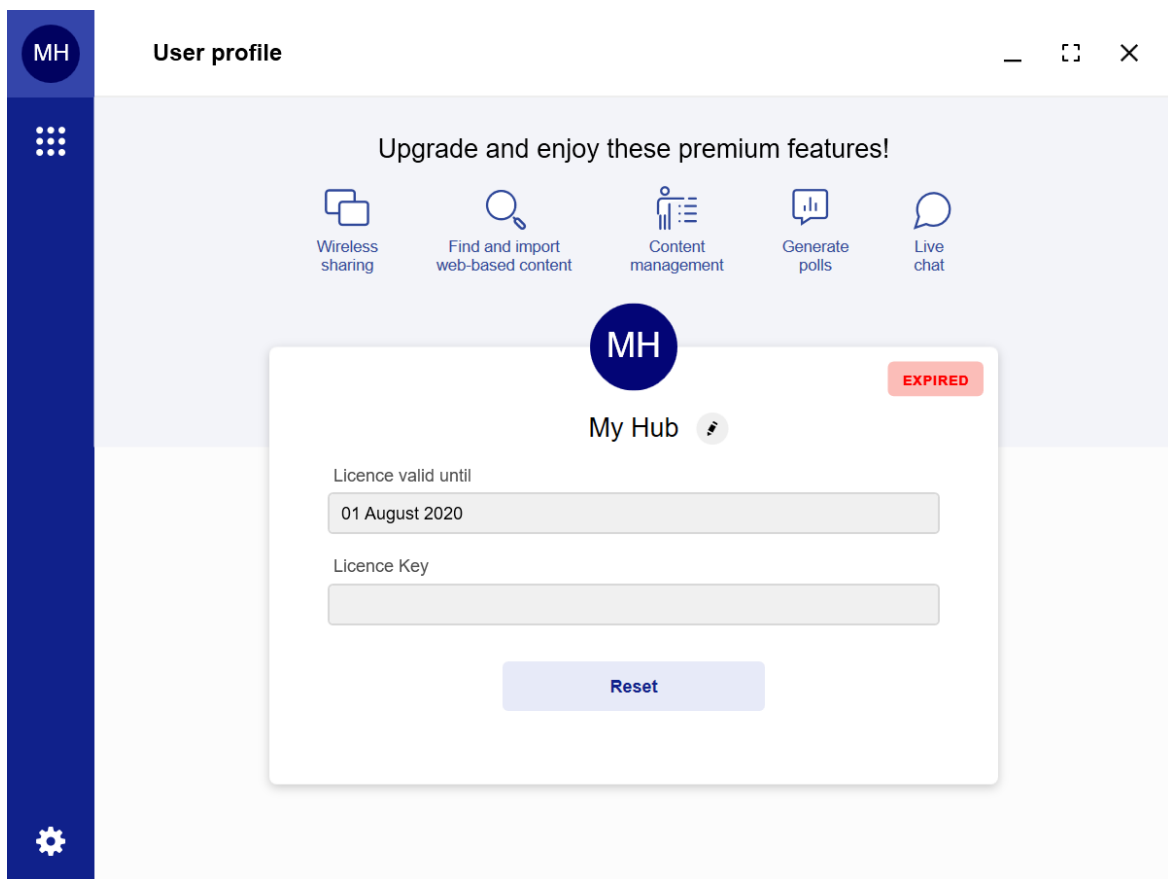 MH
User profile
Upgrade and enjoy these premium features!
Wireless
sharing
Find and import
web-based content
Content
management
Generate
polls
Live
chat
MH
EXPIRED
My Hub
Licence valid until
01 August 2020
Licence Key
Reset